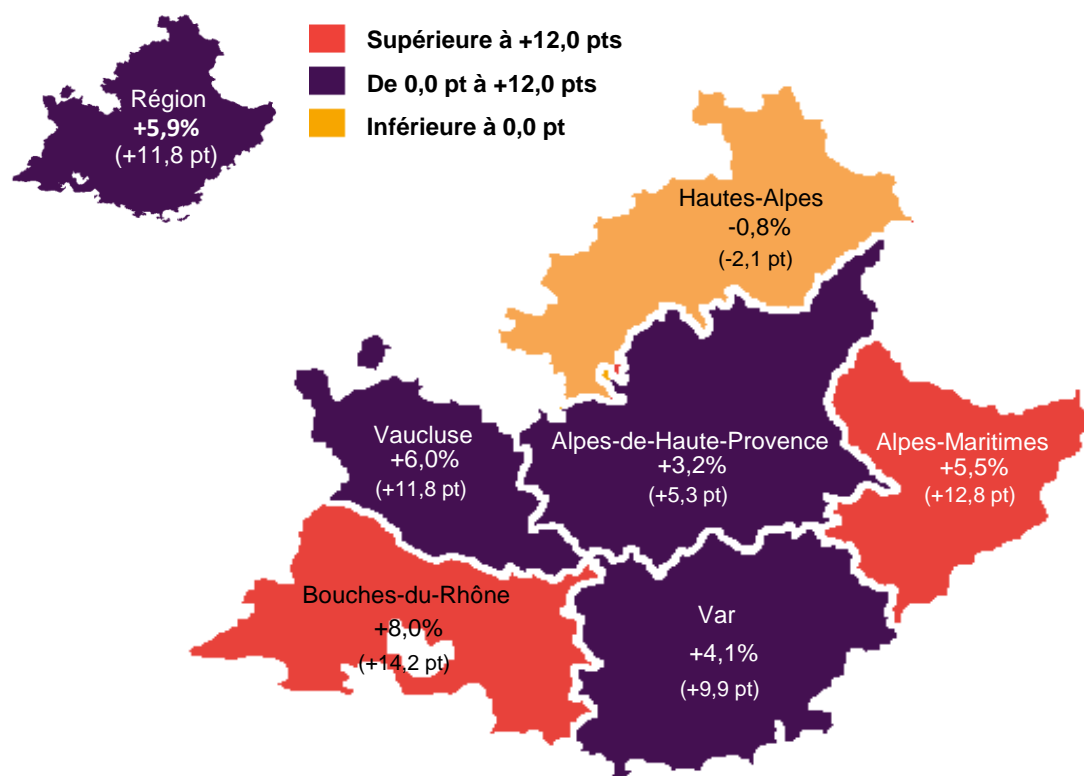 Supérieure à +12,0 pts
De 0,0 pt à +12,0 pts
Inférieure à 0,0 pt
Région
+5,9%
(+11,8 pt)
Hautes-Alpes
-0,8%
(-2,1 pt)
Vaucluse
+6,0%
(+11,8 pt)
Alpes-de-Haute-Provence
+3,2%
(+5,3 pt)
Alpes-Maritimes
+5,5%
(+12,8 pt)
Bouches-du-Rhône
+8,0%
(+14,2 pt)
Var
+4,1%
(+9,9 pt)